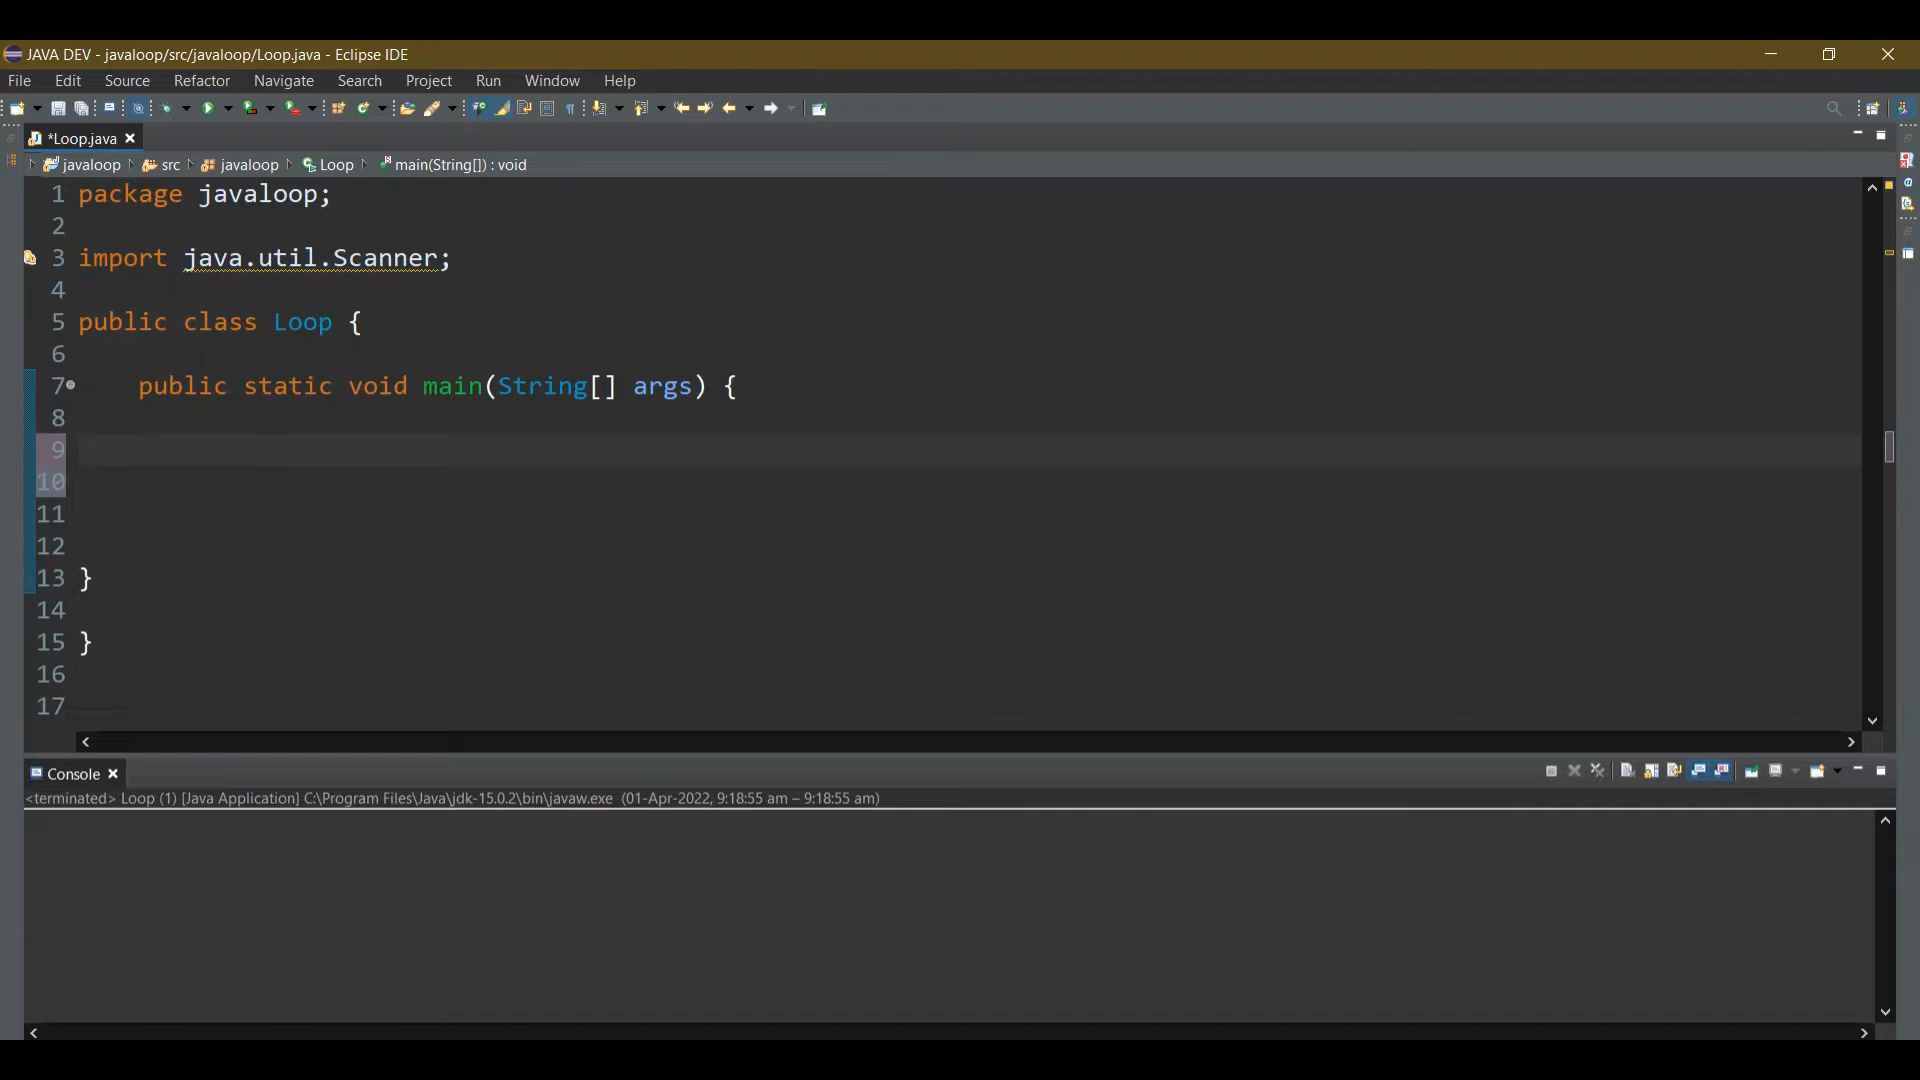 JAVA DEV - javaloop/src/javaloop/Loop.java - Eclipse IDE
File Edit Source Refactor Navigate Search Project Run Window Help
*Loop.java
javaloop src javaloop Loop main(String[]) : void
1 package javaloop;
2
3 import java.util.Scanner;
4
5 public class Loop {
6
7 public static void main(String[] args) {
8
9
10
11
12
13 }
14
15 }
16
17
Console
<terminated> Loop (1) [Java Application] C:\Program Files\Java\jdk-15.0.2\bin\javaw.exe (01-Apr-2022, 9:18:55 am – 9:18:55 am)